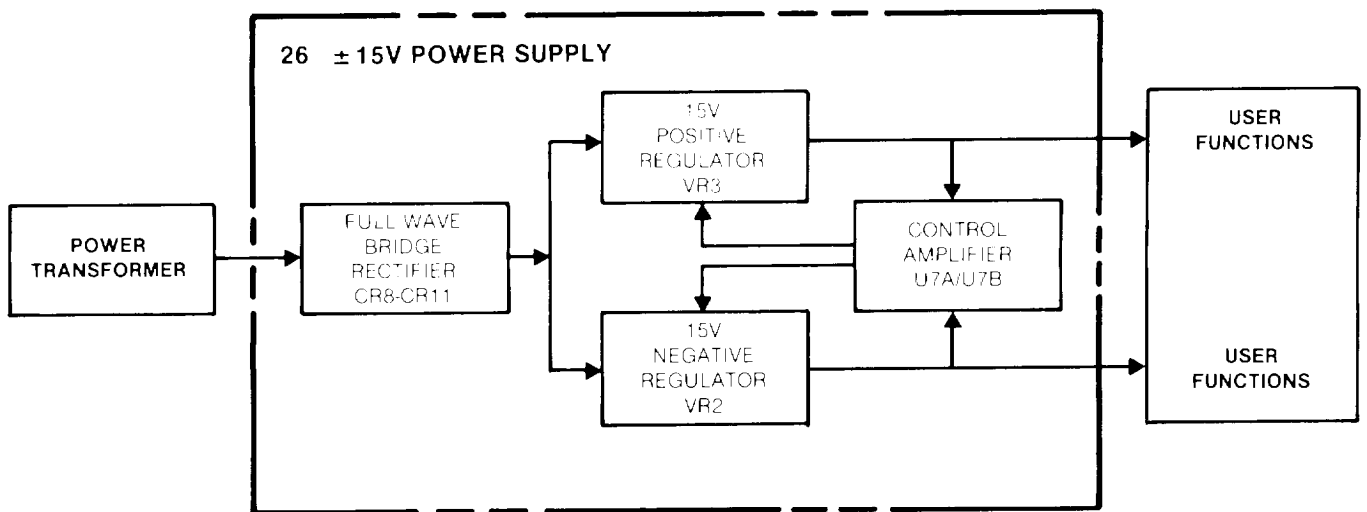 26 ± 15V POWER SUPPLY
15V
POSITIVE
REGULATOR
VR3
USER
FUNCTIONS
POWER
TRANSFORMER
FULL WAVE
BRIDGE
RECTIFIER
CR8-CR11
CONTROL
AMPLIFIER
U7A/U7B
15V
NEGATIVE
REGULATOR
VR2
USER
FUNCTIONS